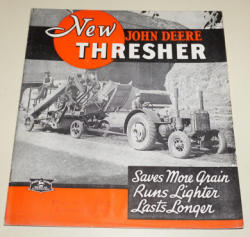 New
JOHN DEERE
THRESHER
Saves More Grain
Runs Lighter
Lasts Longer